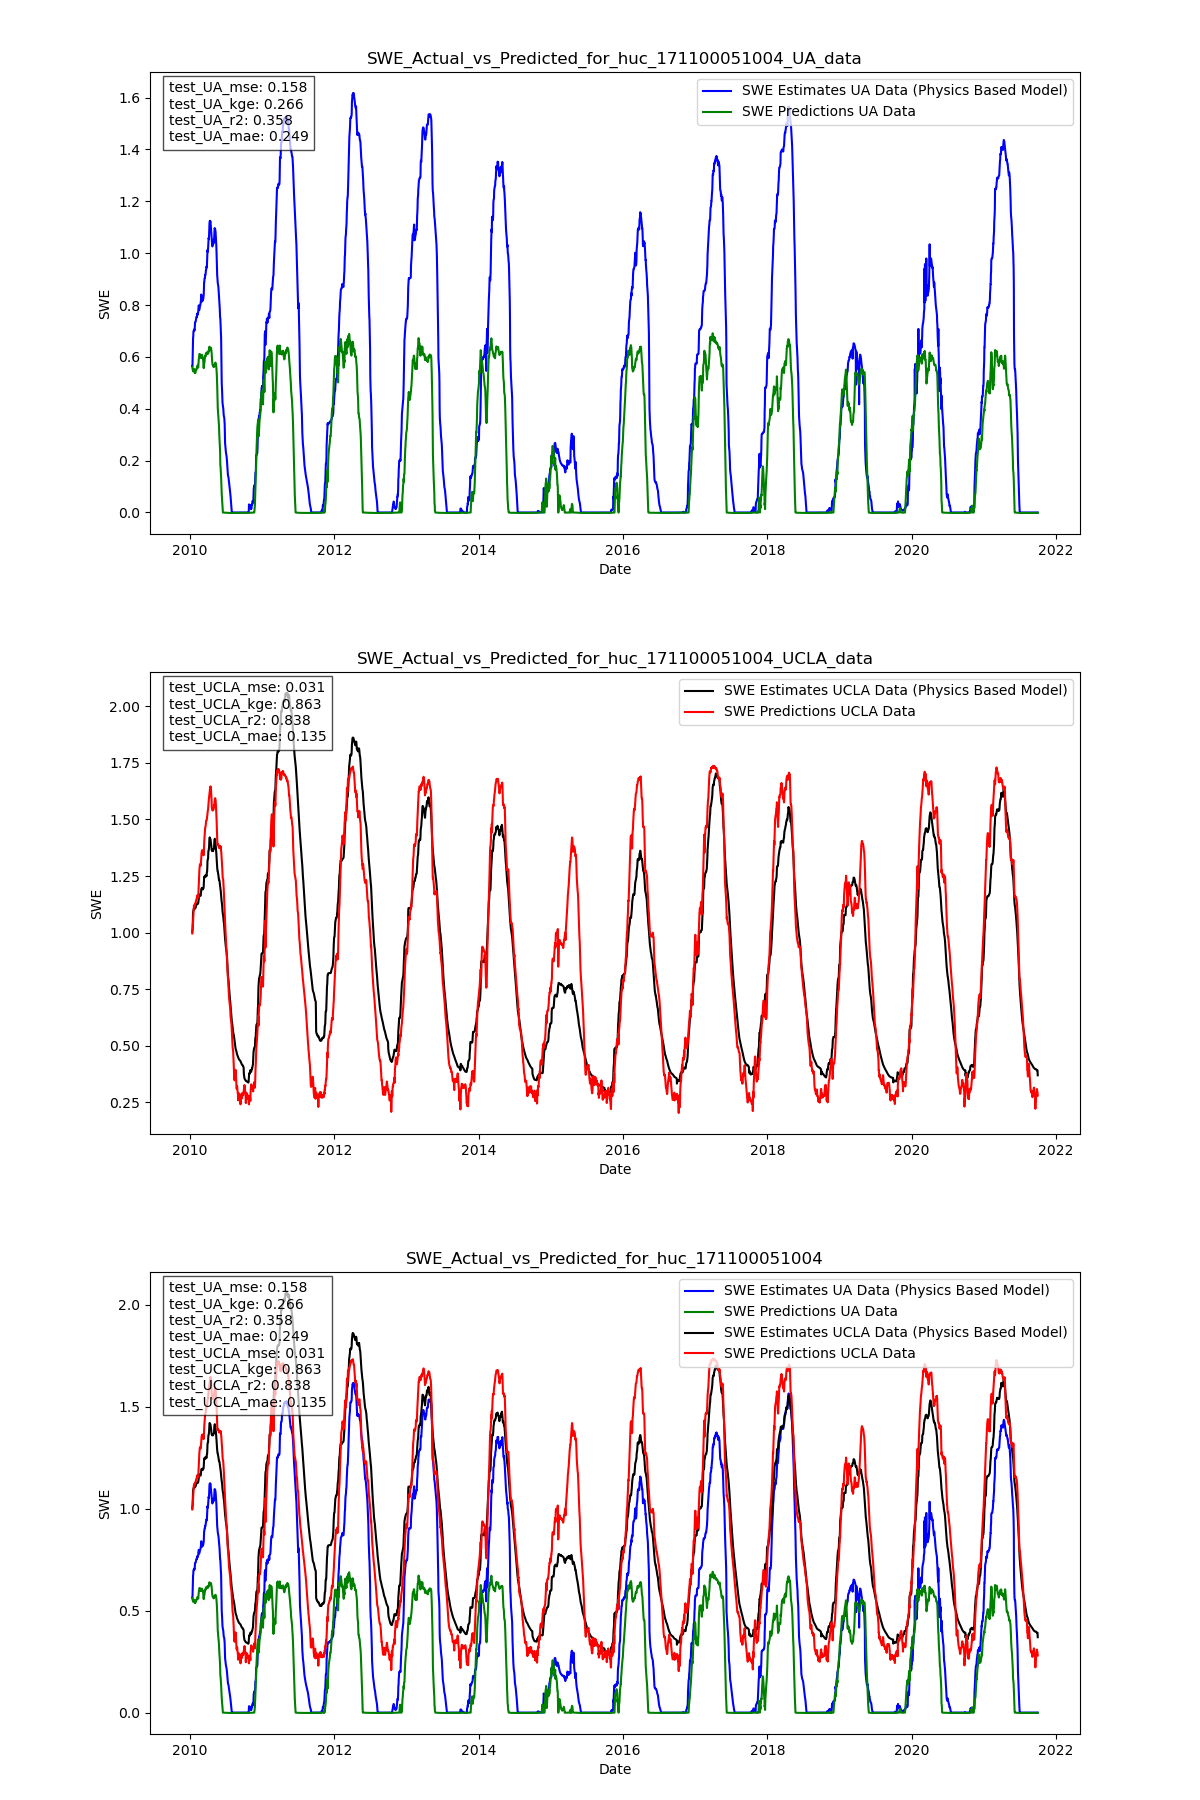 SWE_Actual_vs_Predicted_for_huc_171100051004_UA_data
test_UA_mse: 0.158
test_UA_kge: 0.266
test_UA_r2: 0.358
test_UA_mae: 0.249
SWE Estimates UA Data (Physics Based Model)
SWE Predictions UA Data
1.6
1.4
1.2
1.0
0.8
0.6
0.4
0.2
0.0
SWE
2010 2012 2014 2016 2018 2020 2022
Date
SWE_Actual_vs_Predicted_for_huc_171100051004_UCLA_data
test_UCLA_mse: 0.031
test_UCLA_kge: 0.863
test_UCLA_r2: 0.838
test_UCLA_mae: 0.135
SWE Estimates UCLA Data (Physics Based Model)
SWE Predictions UCLA Data
2.00
1.75
1.50
1.25
1.00
0.75
0.50
0.25
SWE
2010 2012 2014 2016 2018 2020 2022
Date
SWE_Actual_vs_Predicted_for_huc_171100051004
test_UA_mse: 0.158
test_UA_kge: 0.266
test_UA_r2: 0.358
test_UA_mae: 0.249
test_UCLA_mse: 0.031
test_UCLA_kge: 0.863
test_UCLA_r2: 0.838
test_UCLA_mae: 0.135
SWE Estimates UA Data (Physics Based Model)
SWE Predictions UA Data
SWE Estimates UCLA Data (Physics Based Model)
SWE Predictions UCLA Data
2.0
1.5
1.0
0.5
0.0
SWE
2010 2012 2014 2016 2018 2020 2022
Date